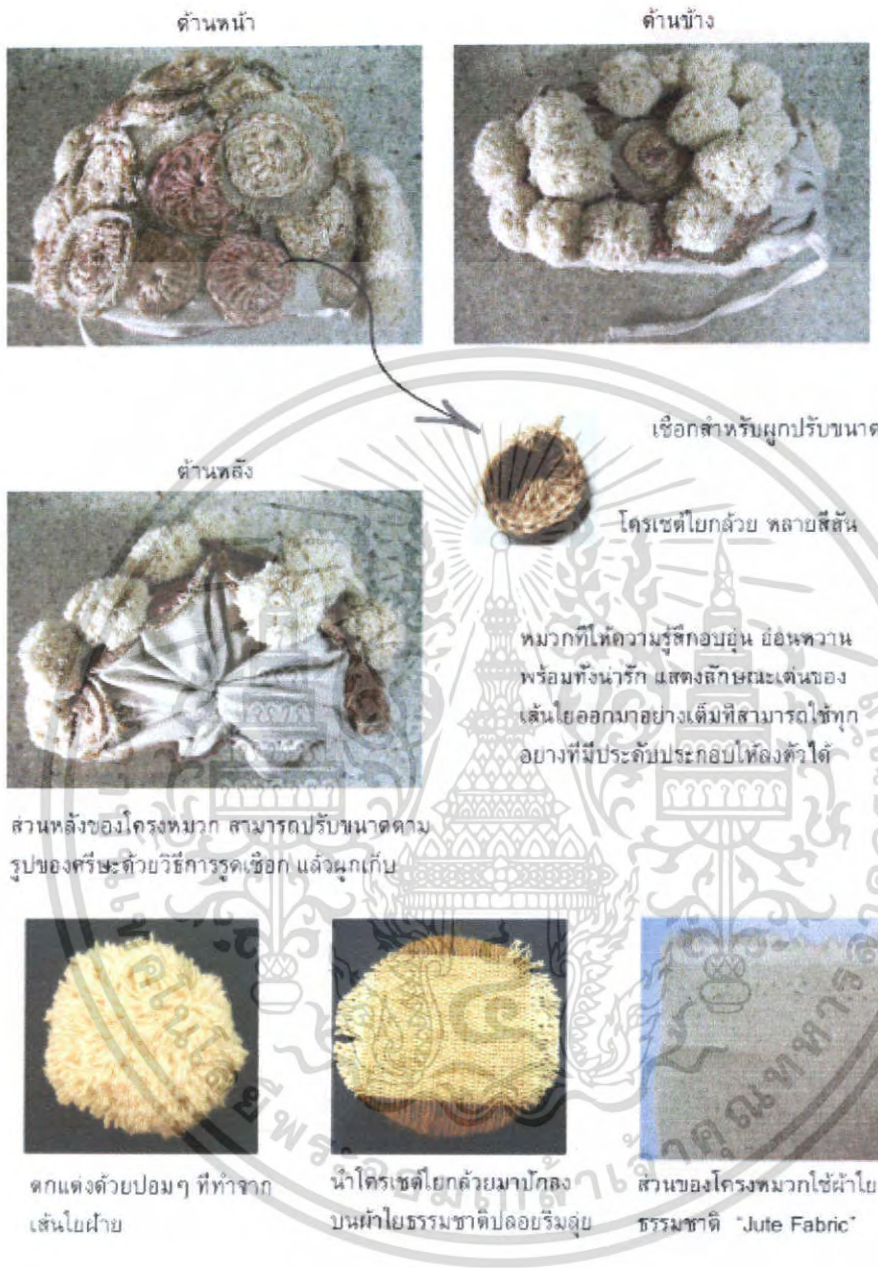 ด้านหน้า
ด้านข้าง
เชือกสำหรับผูกปรับขนาด
ด้านหลัง
โครเชต์ใยกล้วย หลายสีสัน
หมวกที่ให้ความรู้สึกอบอุ่น อ่อนหวาน
พร้อมทั้งน่ารัก แสดงลักษณะเด่นของ
เส้นใยออกมาอย่างเต็มที่สามารถใช้ทุก
อย่างที่มีประดับประกอบให้ลงตัวได้
ส่วนหลังของโครงหมวก สามารถปรับขนาดตาม
รูปของศรีษะด้วยวิธีการรูดเชือก แล้วผูกเก็บ
ตกแต่งด้วยปอมๆ ที่ทำจาก
เส้นใยฝ้าย
นำโครเชต์ใยกล้วยมาปักลง
บนผ้าใยธรรมชาติปล่อยริมลุ่ย
ส่วนของโครงหมวกใช้ผ้าใย
ธรรมชาติ "Jute Fabric"